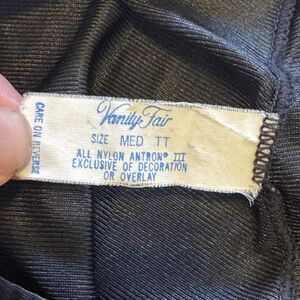 Vanity Fair
SIZE MED TT
ALL NYLON ANTRON® III
EXCLUSIVE OF DECORATION
OR OVERLAY
CARE ON REVERSE